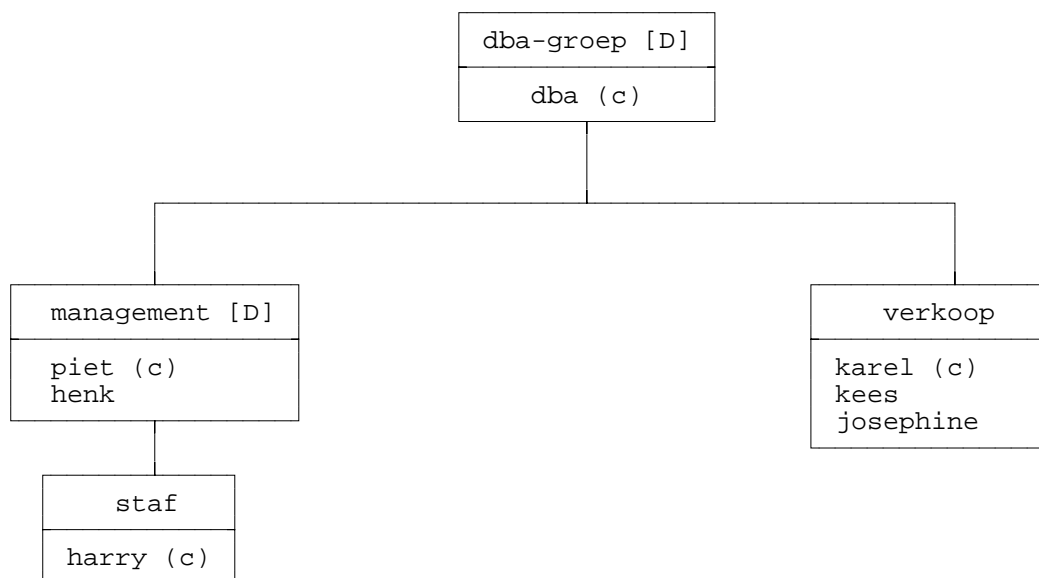 dba-groep [D]
dba (c)
management [D]
piet (c)
henk
verkoop
karel (c)
kees
josephine
staf
harry (c)